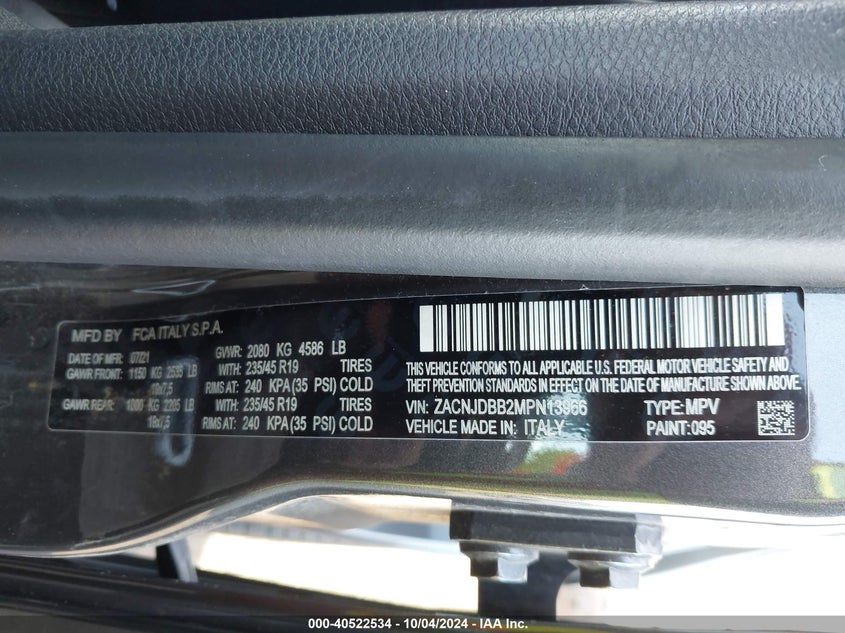 MFD BY FCA ITALY S.P.A.
DATE OF MFR: 07/21 GVWR: 2080 KG 4586 LB
GAWR FRONT: 1150 KG 2535 LB WITH: 235/45 R19 TIRES
19x7.5 RIMS AT: 240 KPA (35 PSI) COLD
GAWR REAR: 1000 KG 2205 LB WITH: 235/45 R19 TIRES
RIMS AT: 240 KPA (35 PSI) COLD
THIS VEHICLE CONFORMS TO ALL APPLICABLE U.S. FEDERAL MOTOR VEHICLE SAFETY AND
THEFT PREVENTION STANDARDS IN EFFECT ON THE DATE OF MANUFACTURE SHOWN ABOVE.
VIN: ZACNJDBB2MPN13966 TYPE: MPV
VEHICLE MADE IN: ITALY PAINT: 095
000-40522534 - 10/04/2024 - IAA Inc.